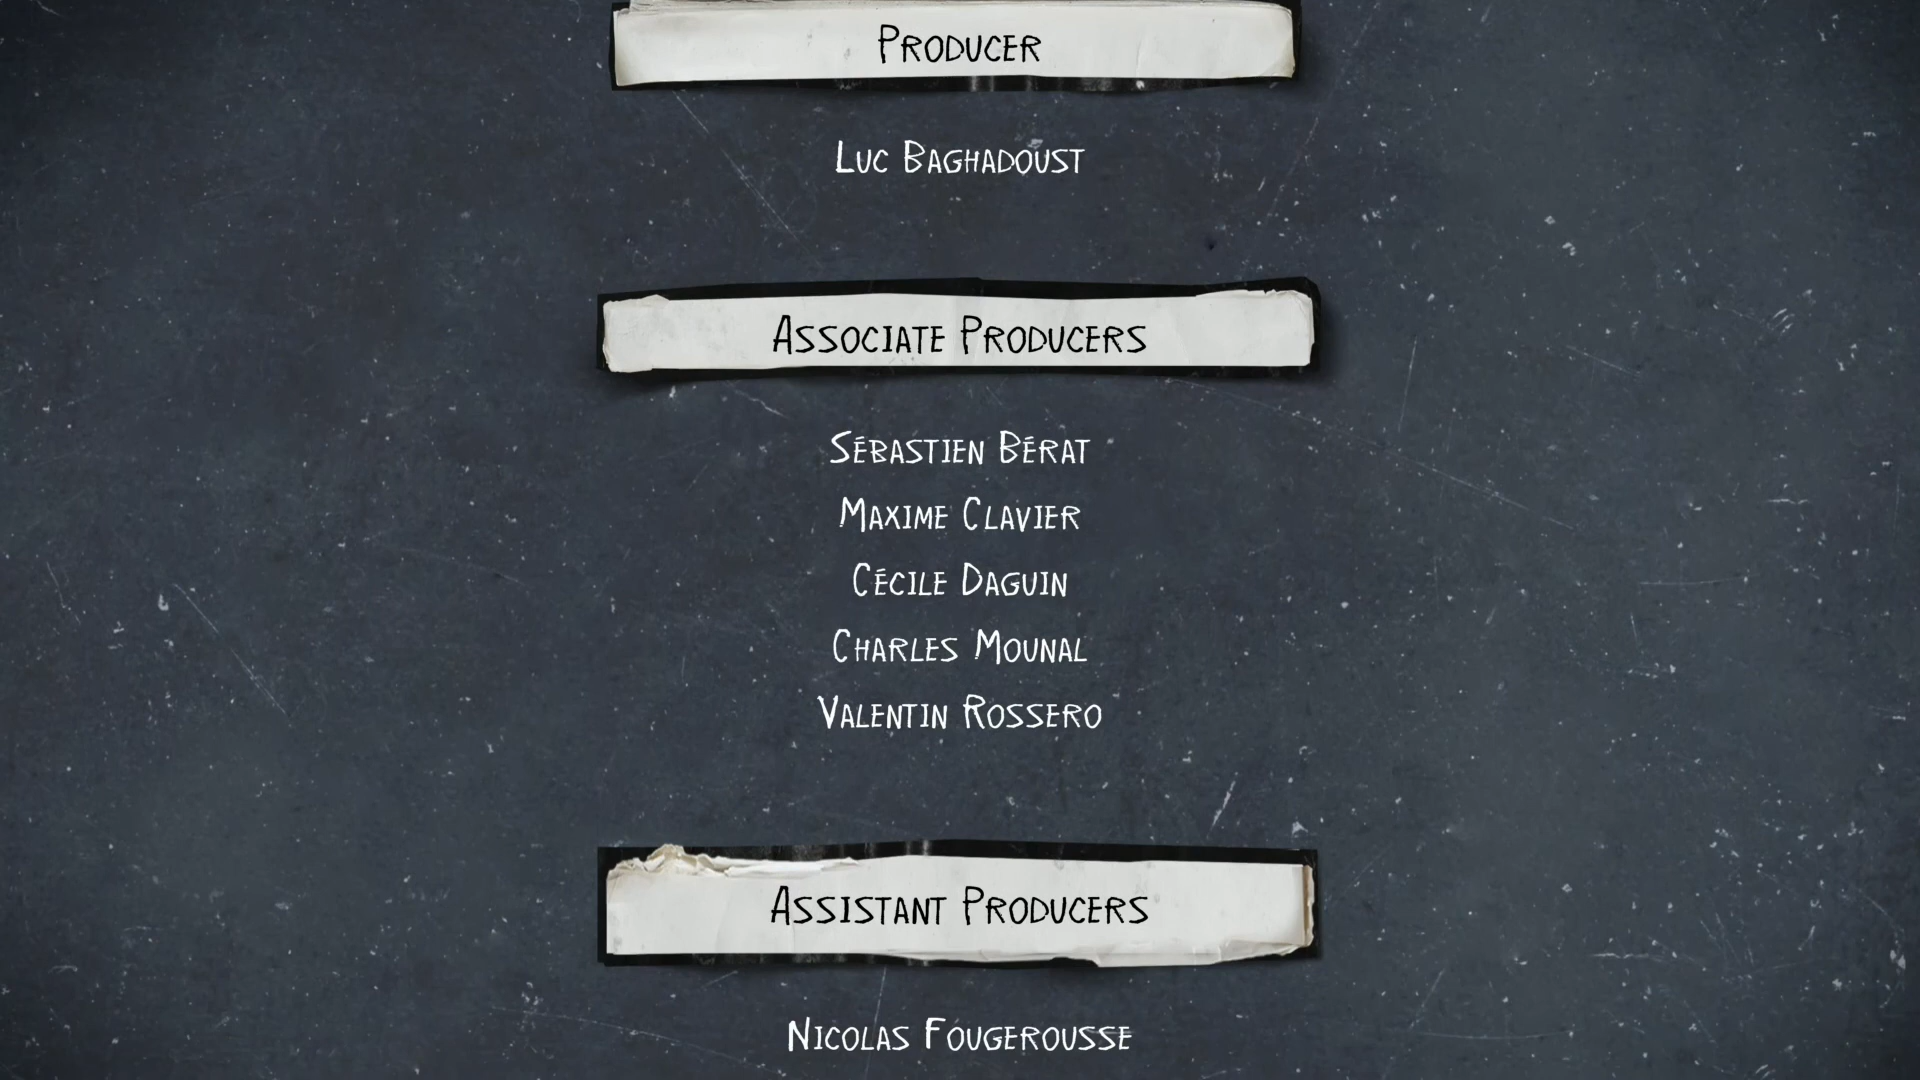 Producer
Luc Baghadoust
Associate Producers
Sébastien Bérat
Maxime Clavier
Cécile Daguin
Charles Mounal
Valentin Rossero
Assistant Producers
Nicolas Fougerousse